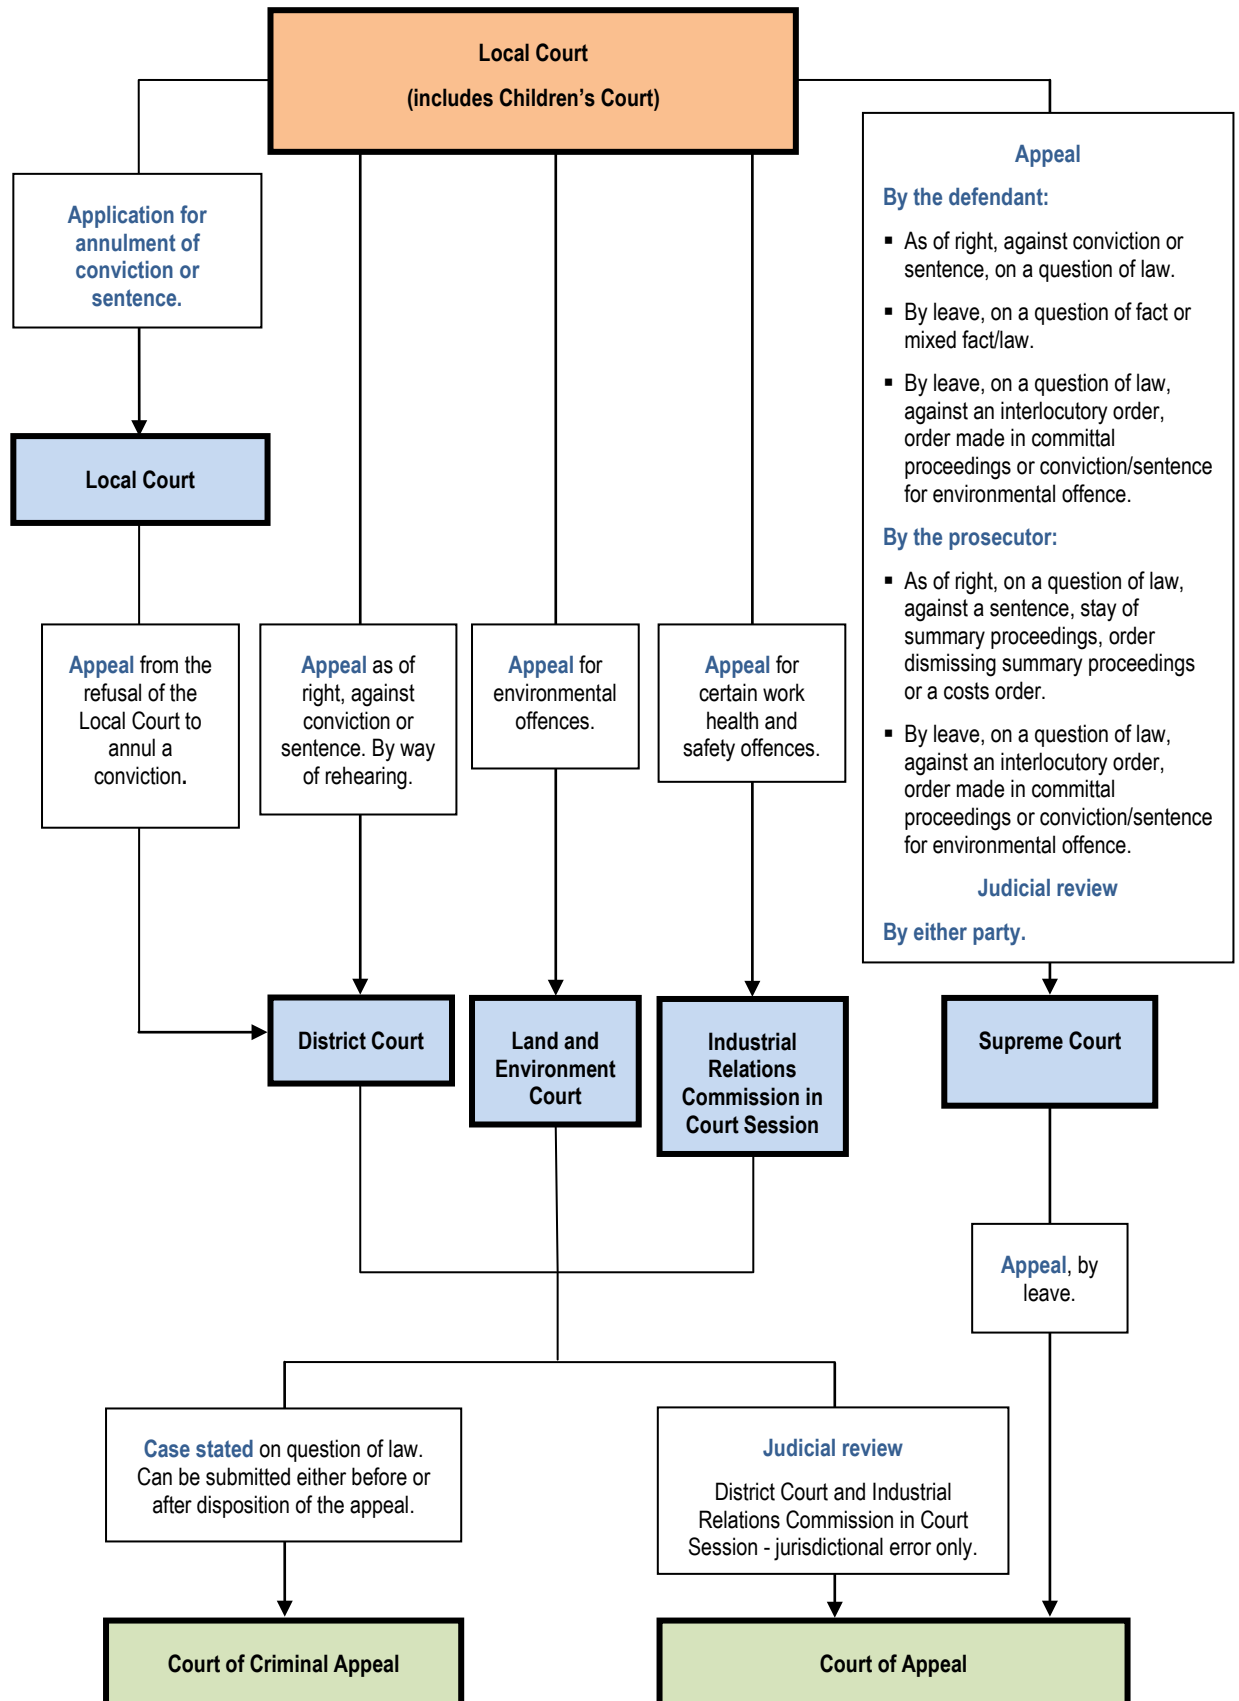 Local Court
(includes Children's Court)
Application for
annulment of
conviction or
sentence.
Local Court
Appeal from the
refusal of the
Local Court to
annul a
conviction.
Appeal as of
right, against
conviction or
sentence. By way
of rehearing.
Appeal for
environmental
offences.
Appeal for
certain work
health and
safety offences.
Appeal
By the defendant:
▪ As of right, against conviction or
sentence, on a question of law.
▪ By leave, on a question of fact or
mixed fact/law.
▪ By leave, on a question of law,
against an interlocutory order,
order made in committal
proceedings or conviction/sentence
for environmental offence.
By the prosecutor:
▪ As of right, on a question of law,
against a sentence, stay of
summary proceedings, order
dismissing summary proceedings
or a costs order.
▪ By leave, on a question of law,
against an interlocutory order,
order made in committal
proceedings or conviction/sentence
for environmental offence.
Judicial review
By either party.
District Court
Land and
Environment
Court
Industrial
Relations
Commission in
Court Session
Supreme Court
Appeal, by
leave.
Case stated on question of law.
Can be submitted either before or
after disposition of the appeal.
Judicial review
District Court and Industrial
Relations Commission in Court
Session - jurisdictional error only.
Court of Criminal Appeal
Court of Appeal